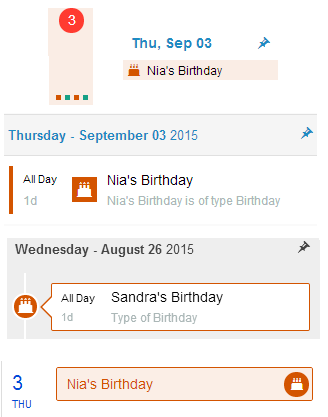 3
Thu, Sep 03
Nia's Birthday
Thursday - September 03 2015
All Day Nia's Birthday
1d Nia's Birthday is of type Birthday
Wednesday - August 26 2015
All Day Sandra's Birthday
1d Type of Birthday
3 Nia's Birthday
THU